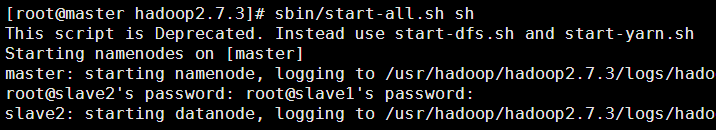 [root@master hadoop2.7.3]# sbin/start-all.sh sh
This script is Deprecated. Instead use start-dfs.sh and start-yarn.sh
Starting namenodes on [master]
master: starting namenode, logging to /usr/hadoop/hadoop2.7.3/logs/hado
root@slave2's password: root@slave1's password:
slave2: starting datanode, logging to /usr/hadoop/hadoop2.7.3/logs/hado